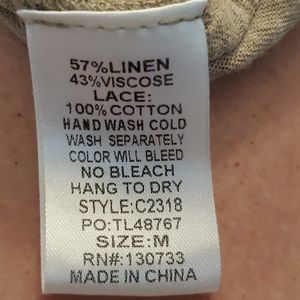 57%LINEN
43%VISCOSE
LACE:
100%COTTON
HAND WASH COLD
WASH SEPARATELY
COLOR WILL BLEED
NO BLEACH
HANG TO DRY
STYLE:C2318
PO:TL48767
SIZE:M
RN#:130733
MADE IN CHINA